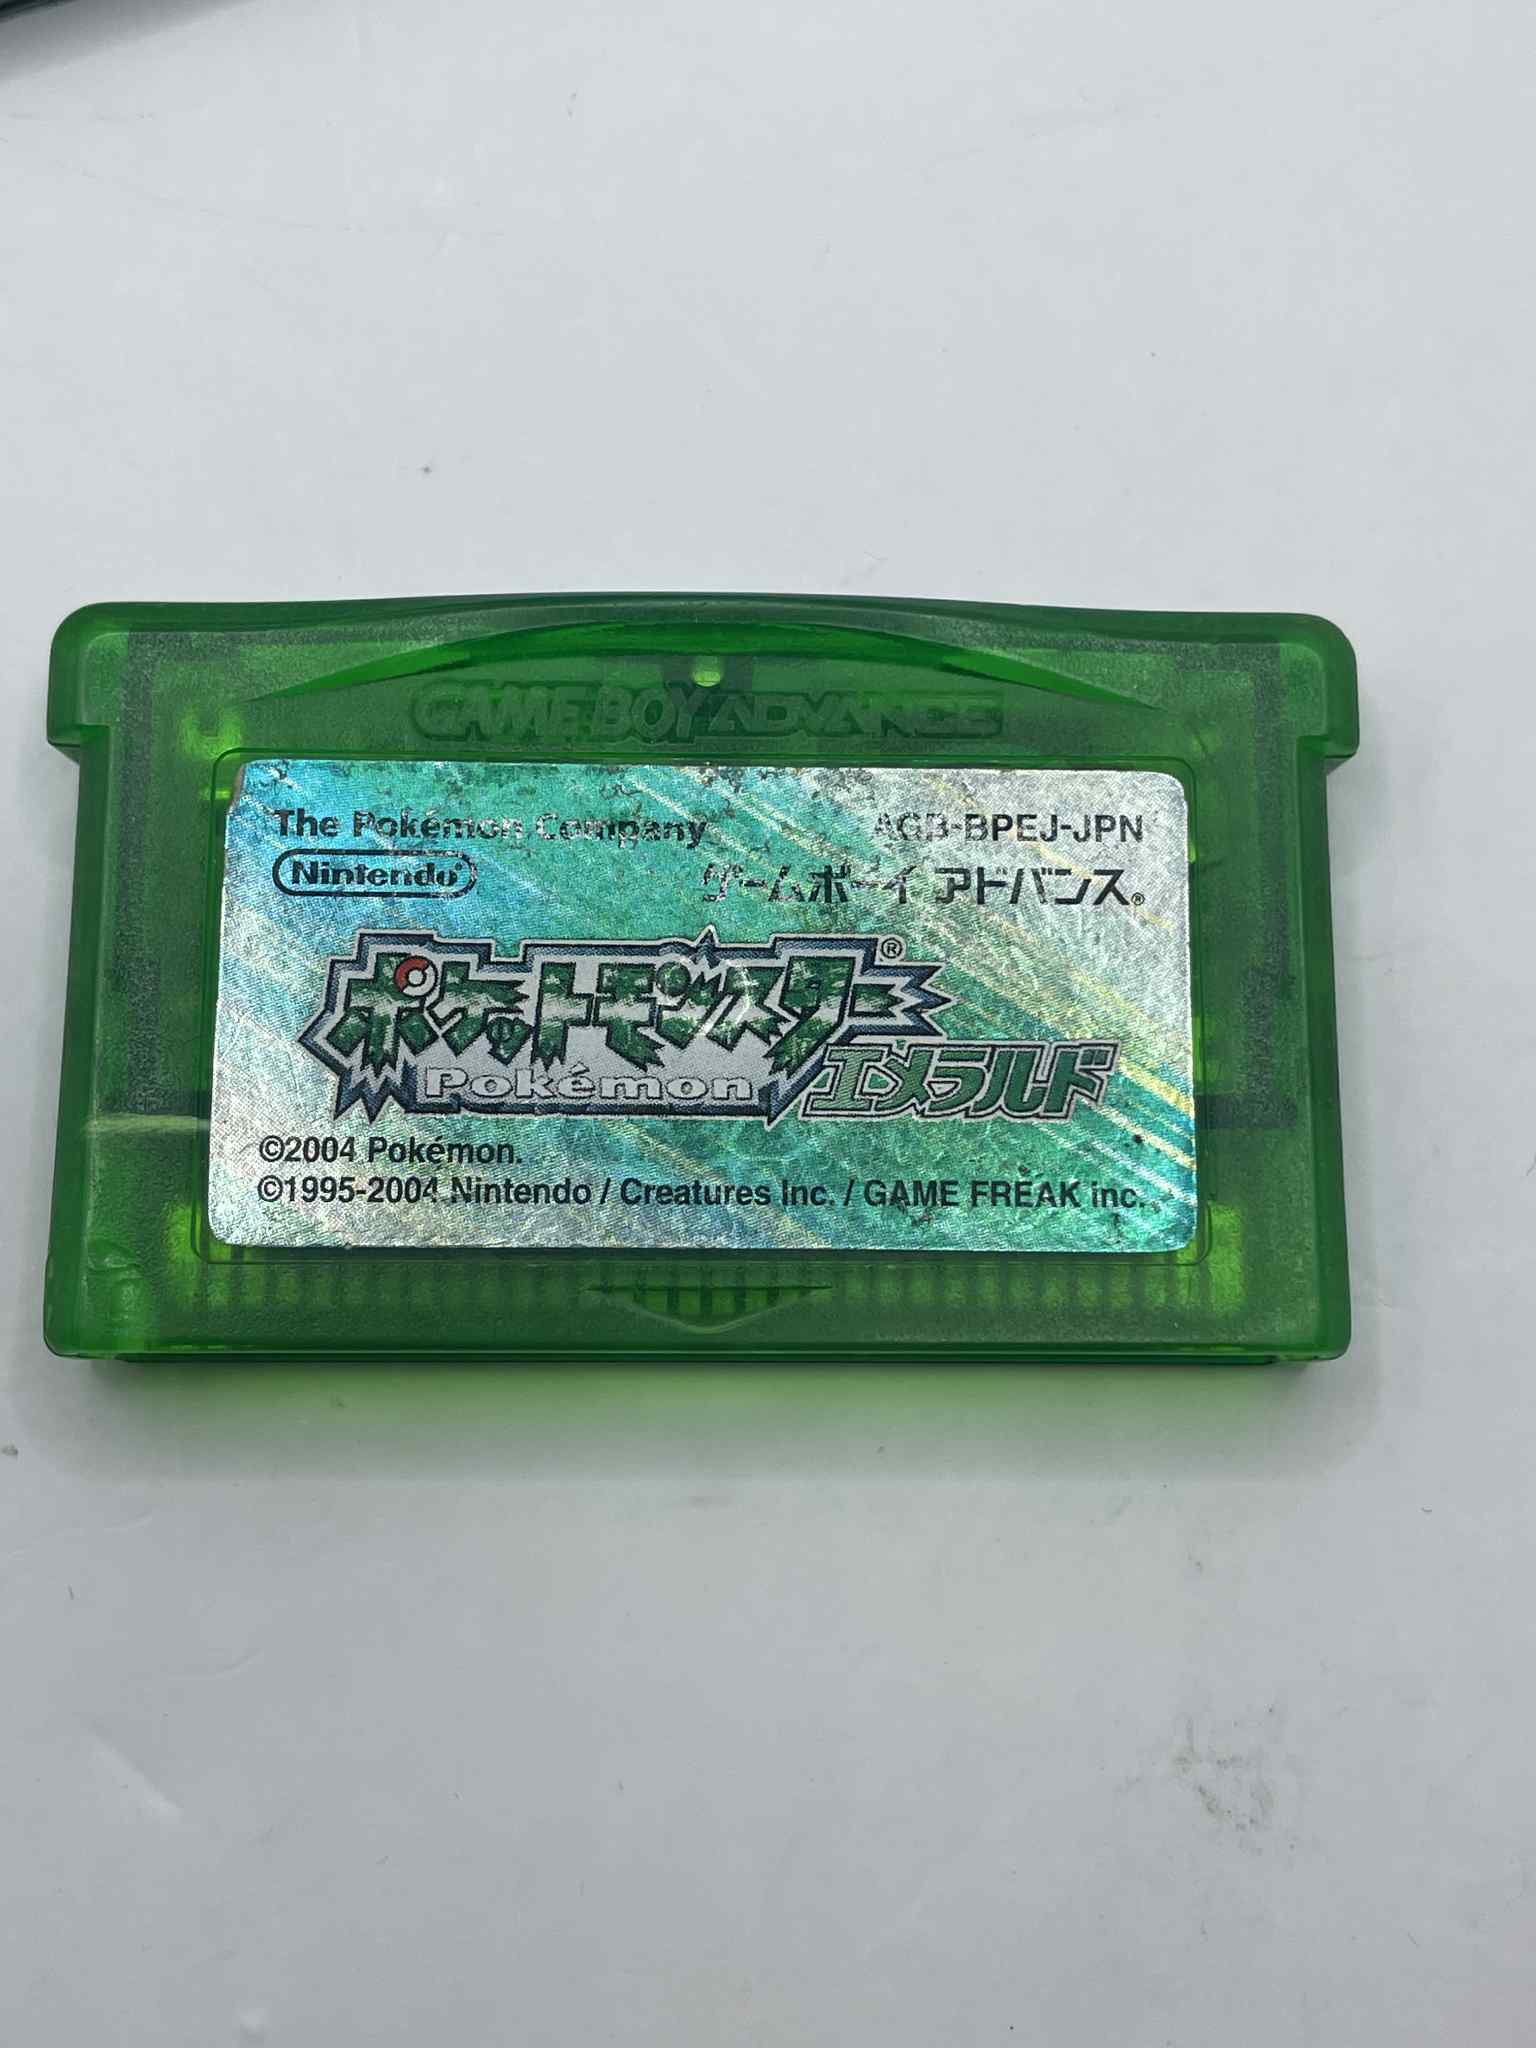 GAME BOY ADVANCE
The Pokémon Company
AGB-BPEJ-JPN
Nintendo®
ゲームボーイ アドバンス®
ポケットモンスター®
Pokémon
エメラルド
©2004 Pokémon.
©1995-2004 Nintendo / Creatures Inc. / GAME FREAK inc.